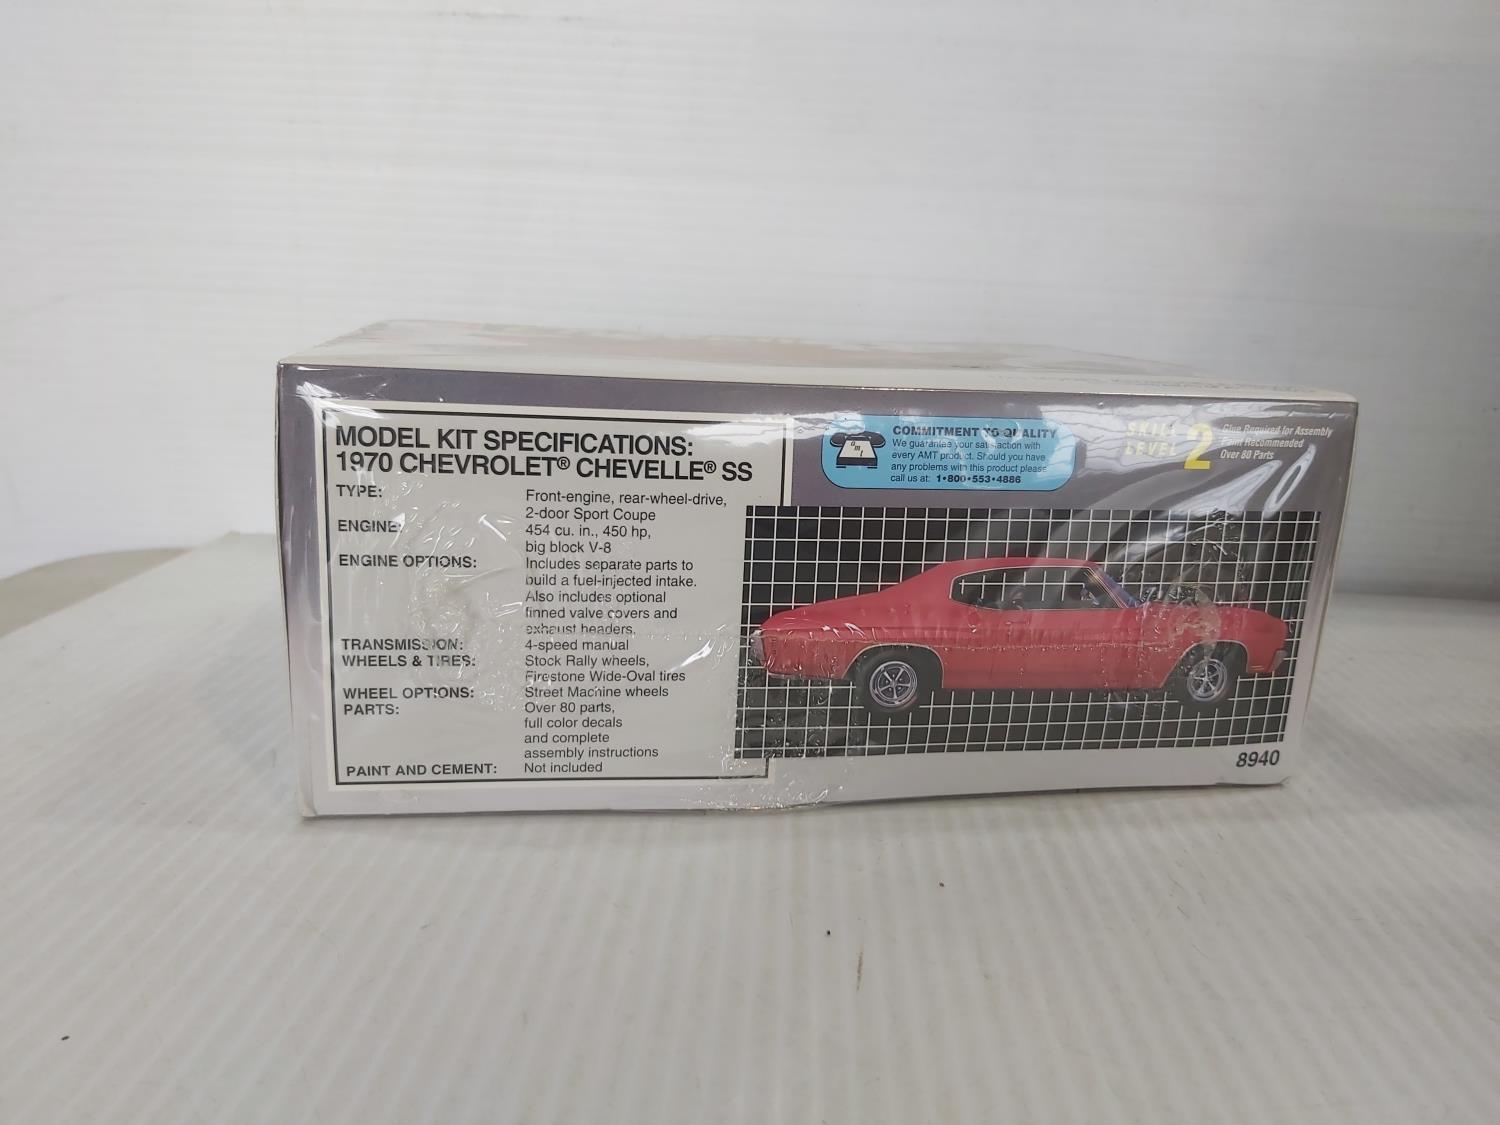 MODEL KIT SPECIFICATIONS:
1970 CHEVROLET® CHEVELLE® SS
TYPE: Front-engine, rear-wheel-drive,
2-door Sport Coupe
ENGINE: 454 cu. in., 450 hp,
big block V-8
ENGINE OPTIONS: Includes separate parts to
build a fuel-injected intake.
Also includes optional
finned valve covers and
exhaust headers.
TRANSMISSION: 4-speed manual
WHEELS & TIRES: Stock Rally wheels,
Firestone Wide-Oval tires
WHEEL OPTIONS: Street Machine wheels
PARTS: Over 80 parts,
full color decals
and complete
assembly instructions
PAINT AND CEMENT: Not included
amt
COMMITMENT TO QUALITY
We guarantee your satisfaction with
every AMT product. Should you have
any problems with this product please
call us at: 1•800•553•4886
SKILL
LEVEL 2
Glue Required for Assembly
Paint Recommended
Over 80 Parts
8940